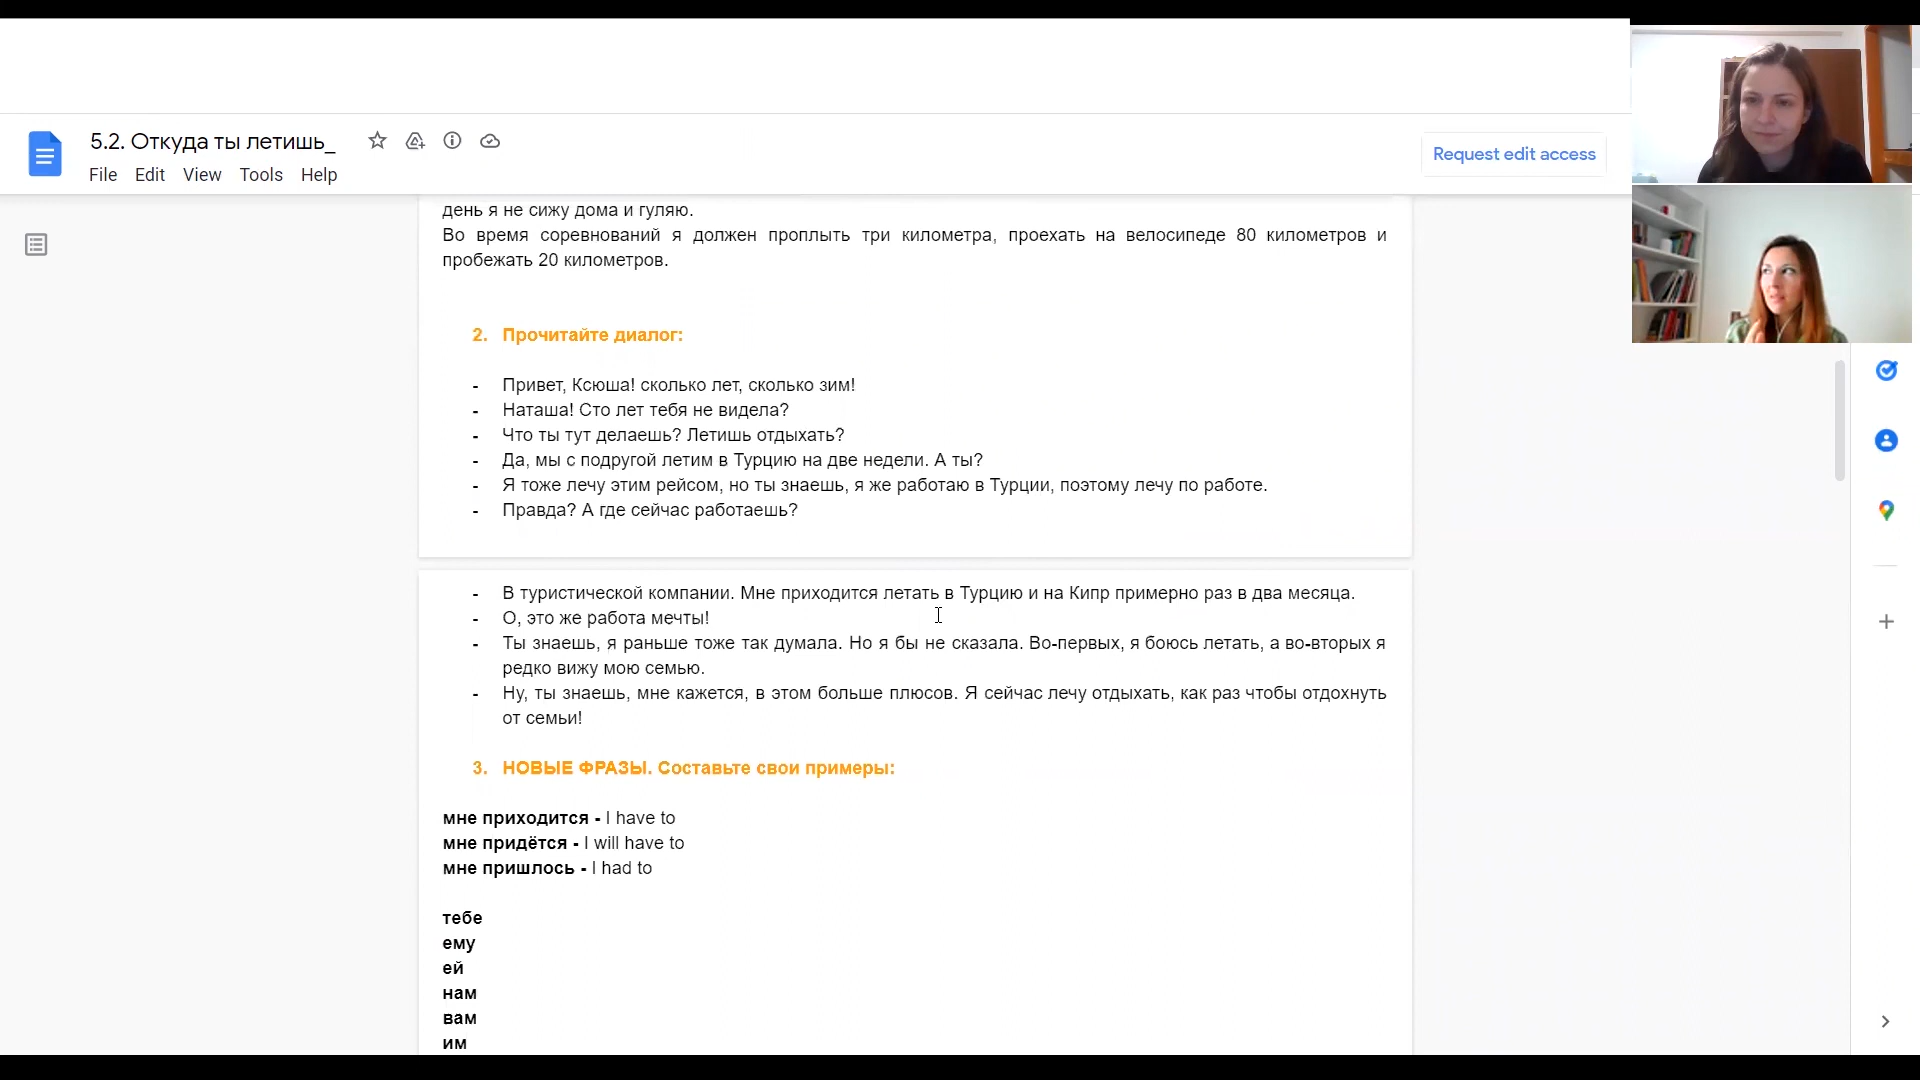 5.2. Откуда ты летишь_
File Edit View Tools Help
Request edit access
день я не сижу дома и гуляю.
Во время соревнований я должен проплыть три километра, проехать на велосипеде 80 километров и
пробежать 20 километров.
2. Прочитайте диалог:
- Привет, Ксюша! сколько лет, сколько зим!
- Наташа! Сто лет тебя не видела?
- Что ты тут делаешь? Летишь отдыхать?
- Да, мы с подругой летим в Турцию на две недели. А ты?
- Я тоже лечу этим рейсом, но ты знаешь, я же работаю в Турции, поэтому лечу по работе.
- Правда? А где сейчас работаешь?
- В туристической компании. Мне приходится летать в Турцию и на Кипр примерно раз в два месяца.
- О, это же работа мечты!
- Ты знаешь, я раньше тоже так думала. Но я бы не сказала. Во-первых, я боюсь летать, а во-вторых я
редко вижу мою семью.
- Ну, ты знаешь, мне кажется, в этом больше плюсов. Я сейчас лечу отдыхать, как раз чтобы отдохнуть
от семьи!
3. НОВЫЕ ФРАЗЫ. Составьте свои примеры:
мне приходится - I have to
мне придётся - I will have to
мне пришлось - I had to
тебе
ему
ей
нам
вам
им